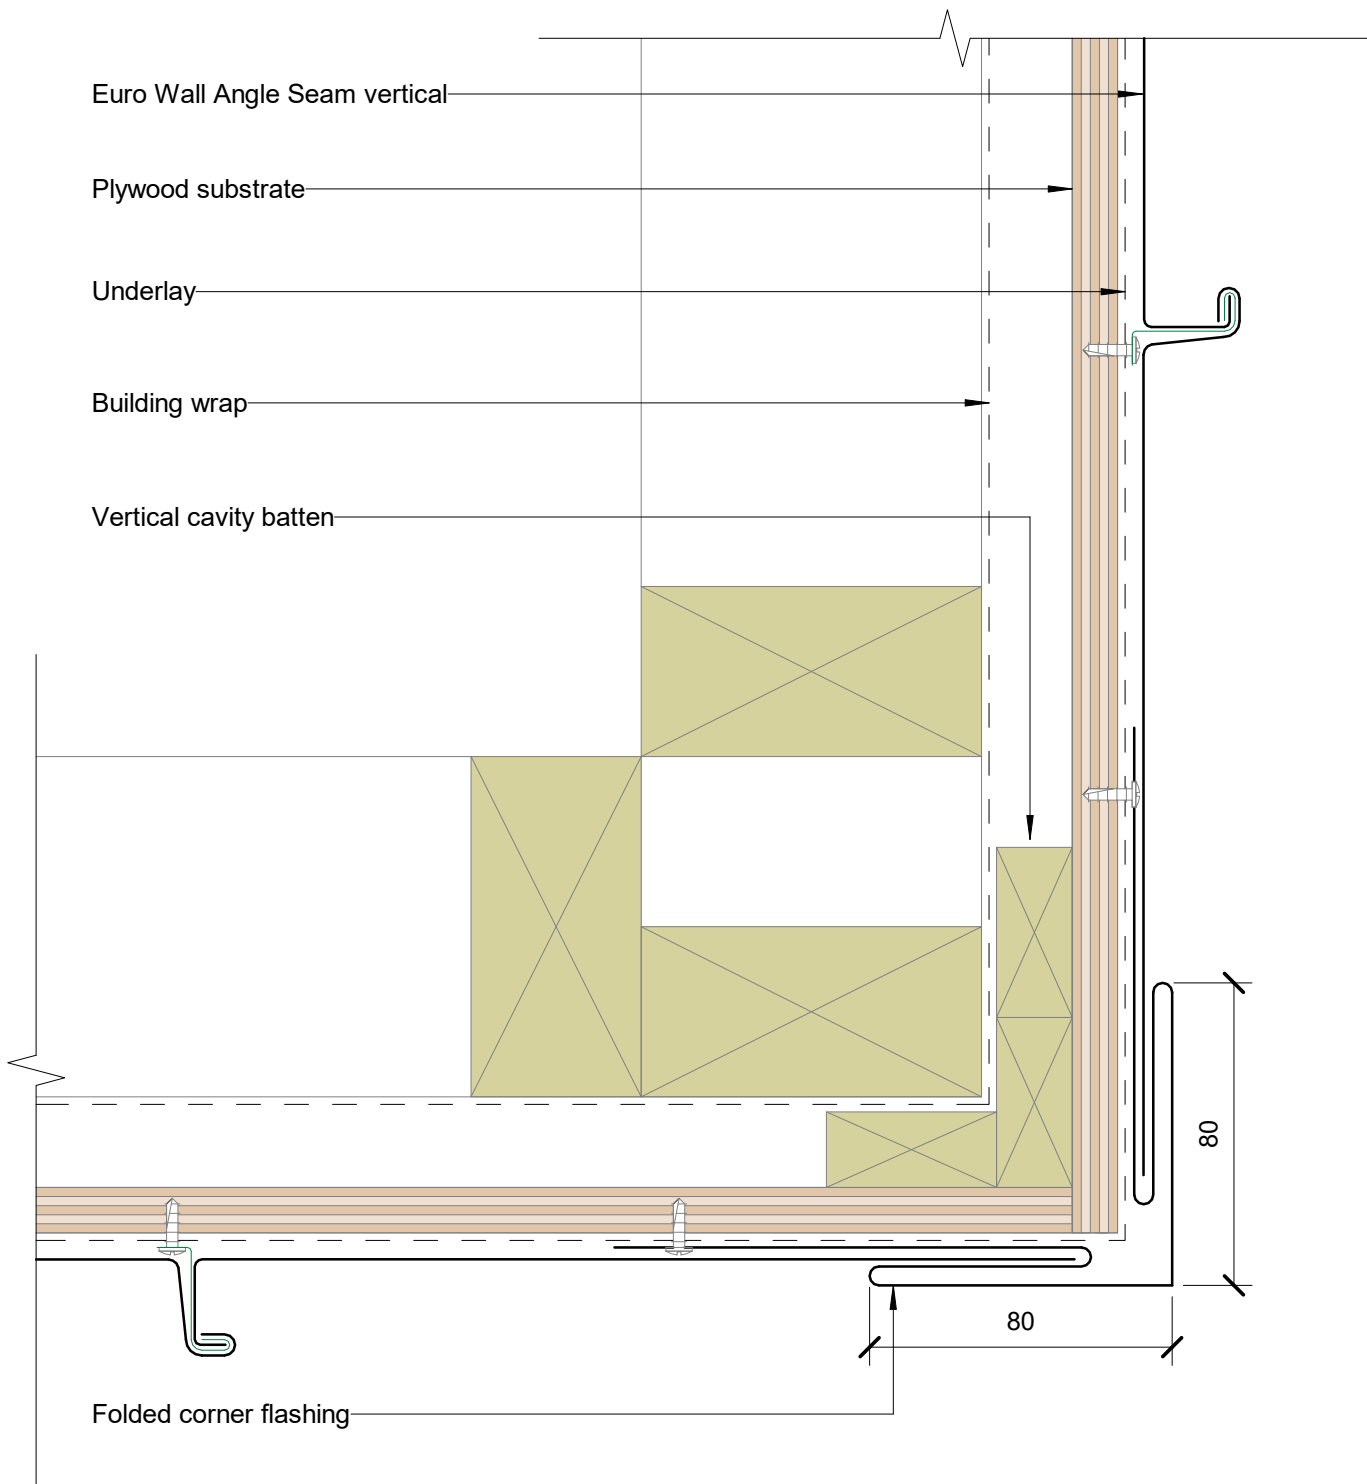 Euro Wall Angle Seam vertical
Plywood substrate
Underlay
Building wrap
Vertical cavity batten
80
80
Folded corner flashing